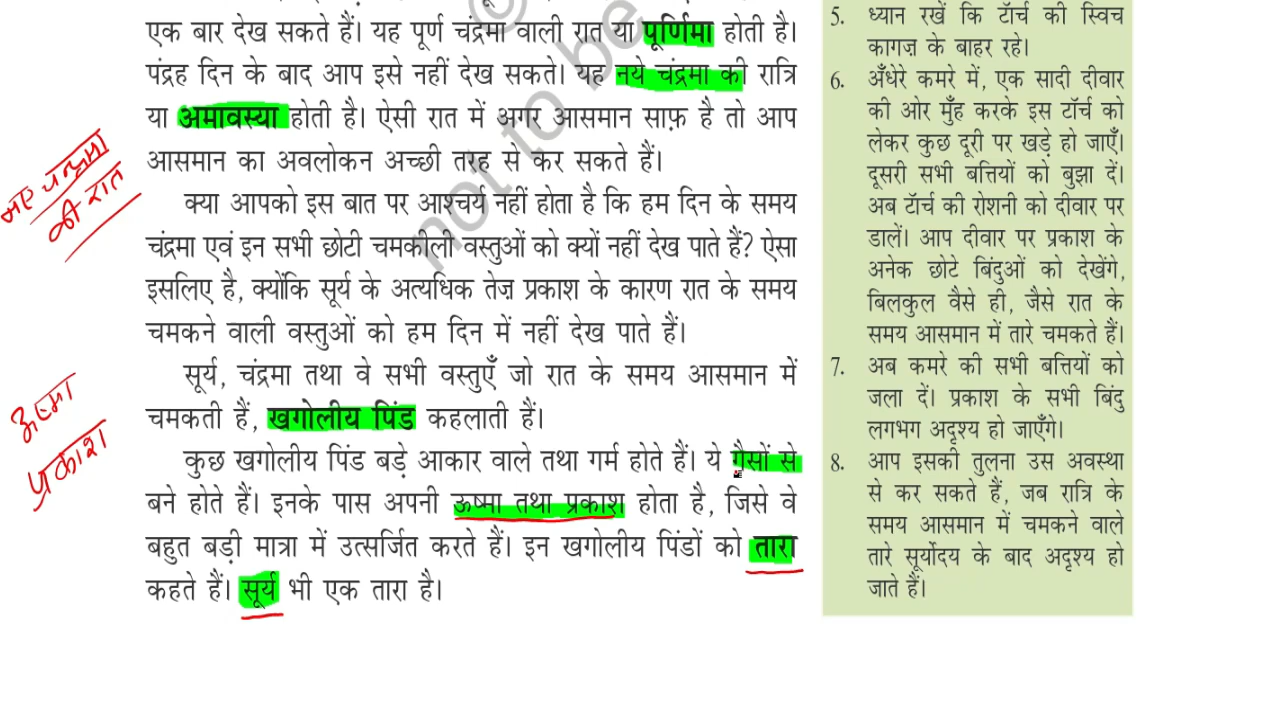 एक बार देख सकते हैं। यह पूर्ण चंद्रमा वाली रात या पूर्णिमा होती है।
पंद्रह दिन के बाद आप इसे नहीं देख सकते। यह नये चंद्रमा की रात्रि
या अमावस्या होती है। ऐसी रात में अगर आसमान साफ़ है तो आप
आसमान का अवलोकन अच्छी तरह से कर सकते हैं।
नए चन्द्रमा
की रात
क्या आपको इस बात पर आश्चर्य नहीं होता है कि हम दिन के समय
चंद्रमा एवं इन सभी छोटी चमकीली वस्तुओं को क्यों नहीं देख पाते हैं? ऐसा
इसलिए है, क्योंकि सूर्य के अत्यधिक तेज़ प्रकाश के कारण रात के समय
चमकने वाली वस्तुओं को हम दिन में नहीं देख पाते हैं।
सूर्य, चंद्रमा तथा वे सभी वस्तुएँ जो रात के समय आसमान में
चमकती हैं, खगोलीय पिंड कहलाती हैं।
ऊष्मा
प्रकाश
कुछ खगोलीय पिंड बड़े आकार वाले तथा गर्म होते हैं। ये गैसों से
बने होते हैं। इनके पास अपनी ऊष्मा तथा प्रकाश होता है, जिसे वे
बहुत बड़ी मात्रा में उत्सर्जित करते हैं। इन खगोलीय पिंडों को तारा
कहते हैं। सूर्य भी एक तारा है।
5. ध्यान रखें कि टॉर्च की स्विच
कागज़ के बाहर रहे।
6. अँधेरे कमरे में, एक सादी दीवार
की ओर मुँह करके इस टॉर्च को
लेकर कुछ दूरी पर खड़े हो जाएँ।
दूसरी सभी बत्तियों को बुझा दें।
अब टॉर्च की रोशनी को दीवार पर
डालें। आप दीवार पर प्रकाश के
अनेक छोटे बिंदुओं को देखेंगे,
बिलकुल वैसे ही, जैसे रात के
समय आसमान में तारे चमकते हैं।
7. अब कमरे की सभी बत्तियों को
जला दें। प्रकाश के सभी बिंदु
लगभग अदृश्य हो जाएँगे।
8. आप इसकी तुलना उस अवस्था
से कर सकते हैं, जब रात्रि के
समय आसमान में चमकने वाले
तारे सूर्योदय के बाद अदृश्य हो
जाते हैं।
©
not to be